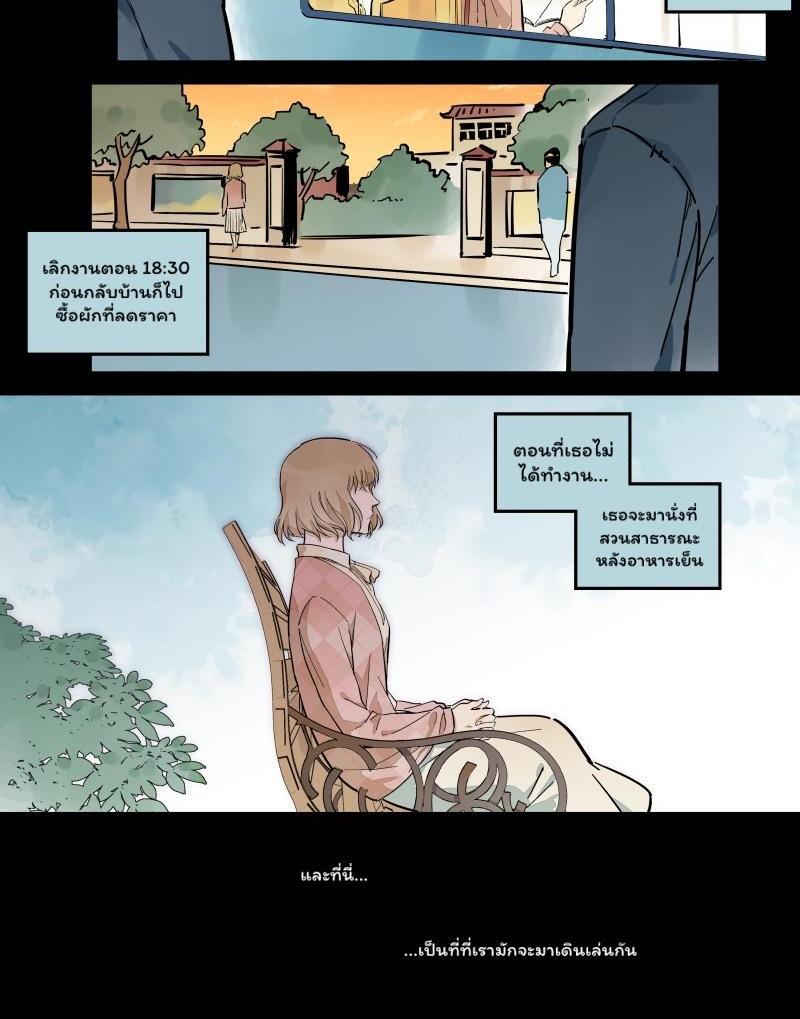 เลิกงานตอน 18:30
ก่อนกลับบ้านก็ไป
ซื้อผักที่ลดราคา
ตอนที่เธอไม่
ได้ทำงาน...
เธอจะมานั่งที่
สวนสาธารณะ
หลังอาหารเย็น
และที่นี่...
...เป็นที่ที่เรามักจะมาเดินเล่นกัน